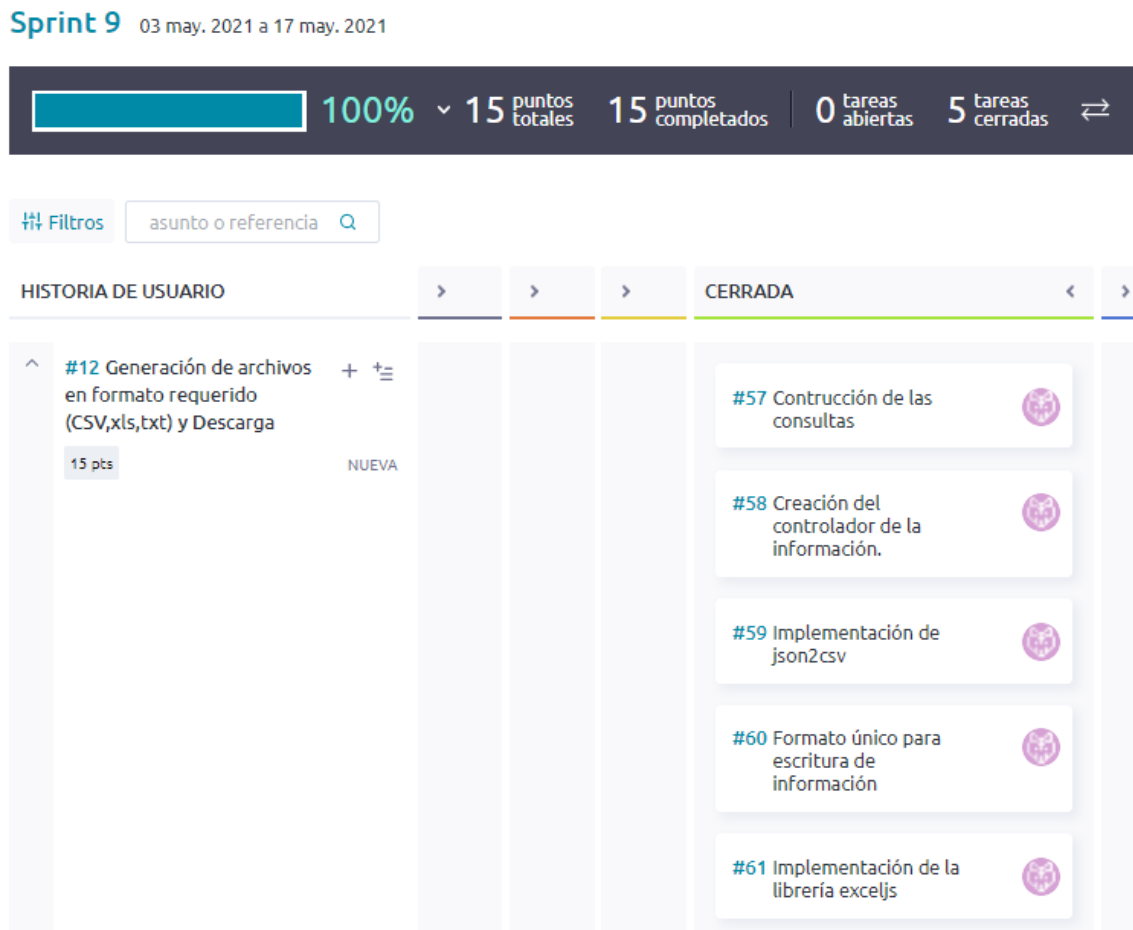 Sprint 9 03 may. 2021 a 17 may. 2021
100% 15 puntos totales 15 puntos completados 0 tareas abiertas 5 tareas cerradas
Filtros asunto o referencia
HISTORIA DE USUARIO CERRADA
#12 Generación de archivos
en formato requerido
(CSV,xls,txt) y Descarga
15 pts NUEVA
#57 Contrucción de las
consultas
#58 Creación del
controlador de la
información.
#59 Implementación de
json2csv
#60 Formato único para
escritura de
información
#61 Implementación de la
librería exceljs